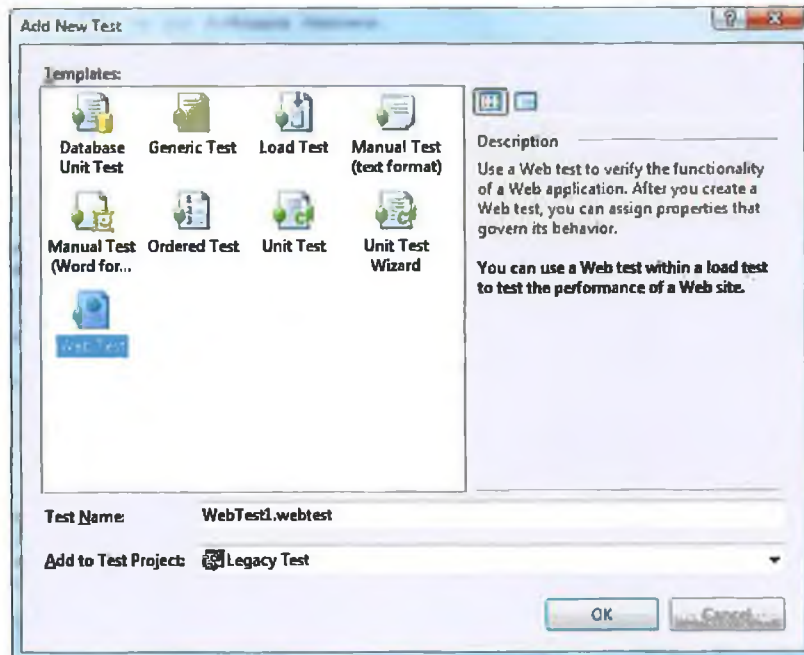 Add New Test
Templates:
Database
Unit Test
Generic Test
Load Test
Manual Test
(text format)
Manual Test
(Word for...
Ordered Test
Unit Test
Unit Test
Wizard
Web Test
Description
Use a Web test to verify the functionality
of a Web application. After you create a
Web test, you can assign properties that
govern its behavior.
You can use a Web test within a load test
to test the performance of a Web site.
Test Name:
WebTest1.webtest
Add to Test Project:
Legacy Test
OK
Cancel